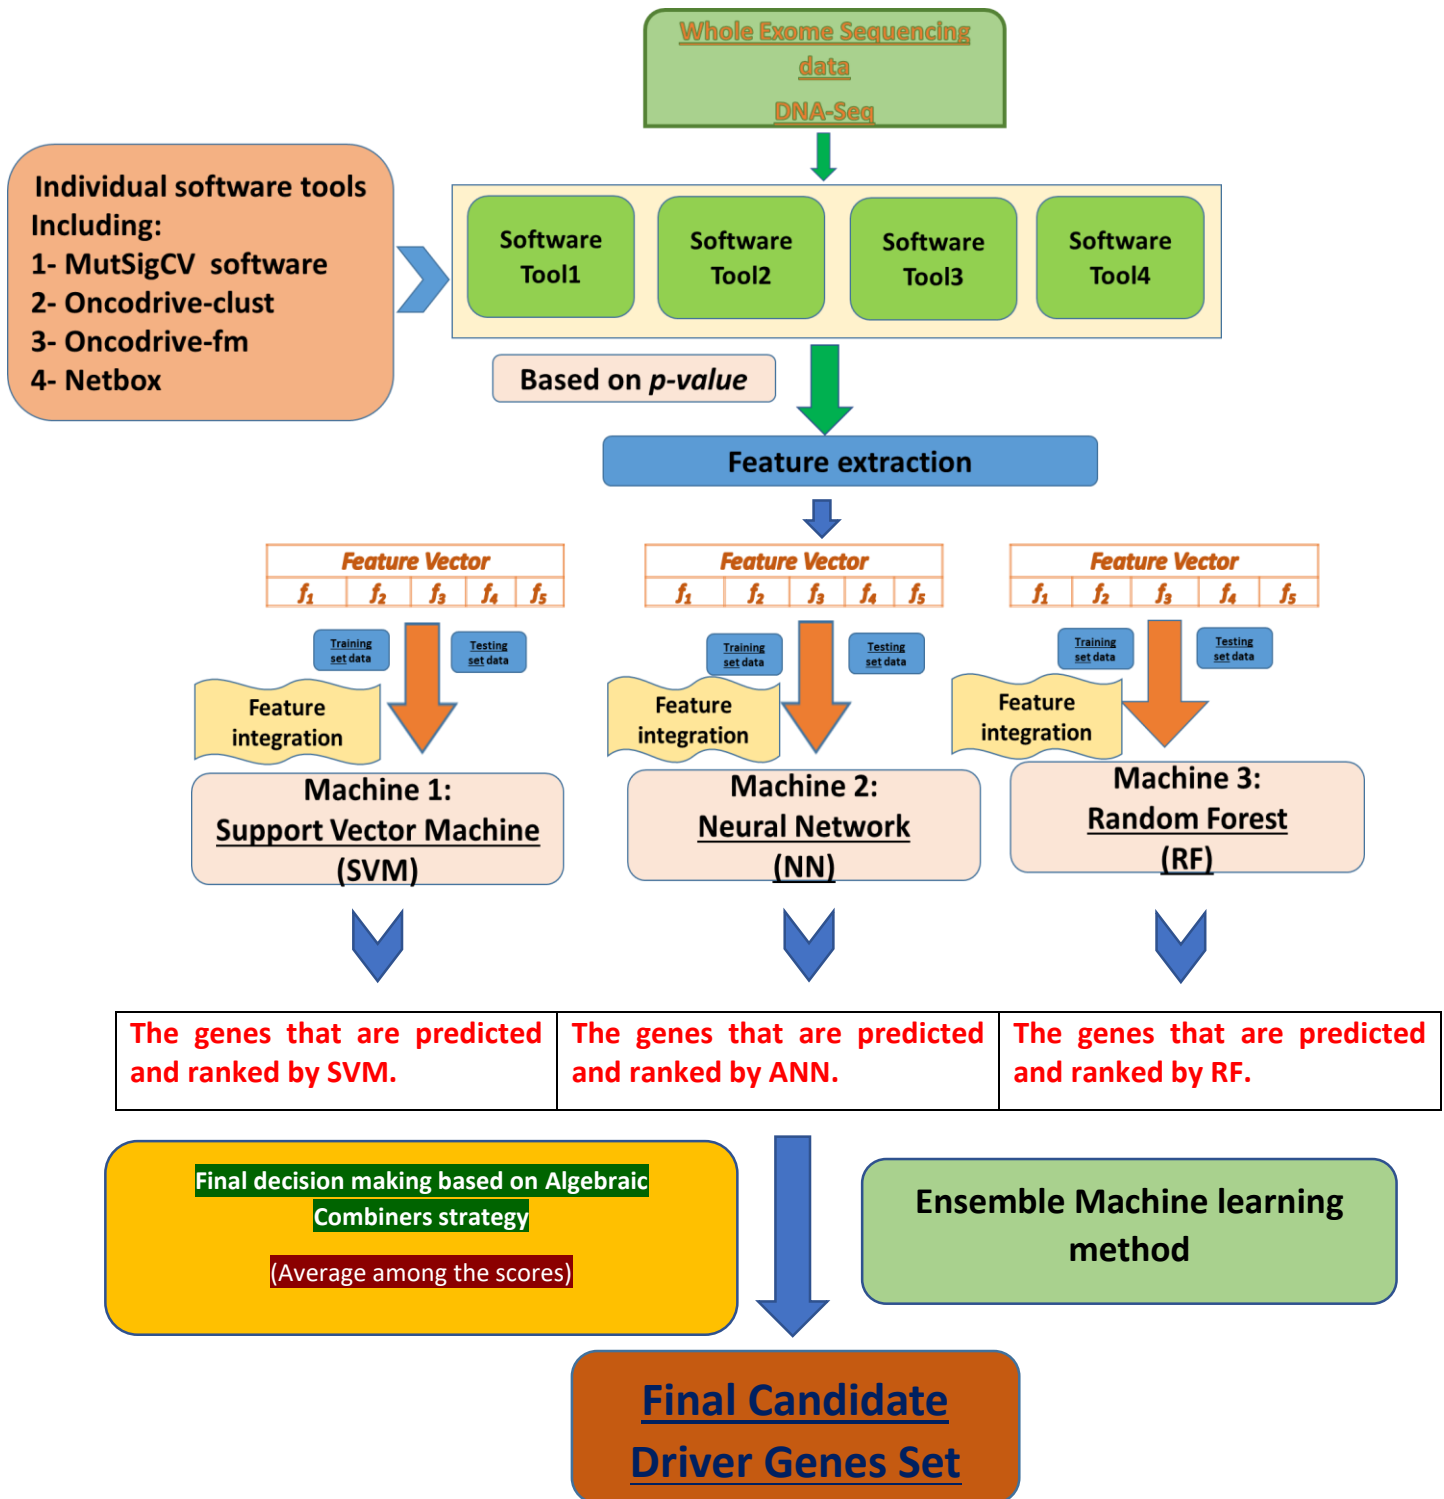 Whole Exome Sequencing
data
DNA-Seq
Individual software tools
Including:
1- MutSigCV software
2- Oncodrive-clust
3- Oncodrive-fm
4- Netbox
Software
Tool1
Software
Tool2
Software
Tool3
Software
Tool4
Based on p-value
Feature extraction
Feature Vector
f1 f2 f3 f4 f5
Feature Vector
f1 f2 f3 f4 f5
Feature Vector
f1 f2 f3 f4 f5
Training
set data
Testing
set data
Training
set data
Testing
set data
Training
set data
Testing
set data
Feature
integration
Feature
integration
Feature
integration
Machine 1:
Support Vector Machine
(SVM)
Machine 2:
Neural Network
(NN)
Machine 3:
Random Forest
(RF)
The genes that are predicted
and ranked by SVM.
The genes that are predicted
and ranked by ANN.
The genes that are predicted
and ranked by RF.
Final decision making based on Algebraic
Combiners strategy
(Average among the scores)
Ensemble Machine learning
method
Final Candidate
Driver Genes Set